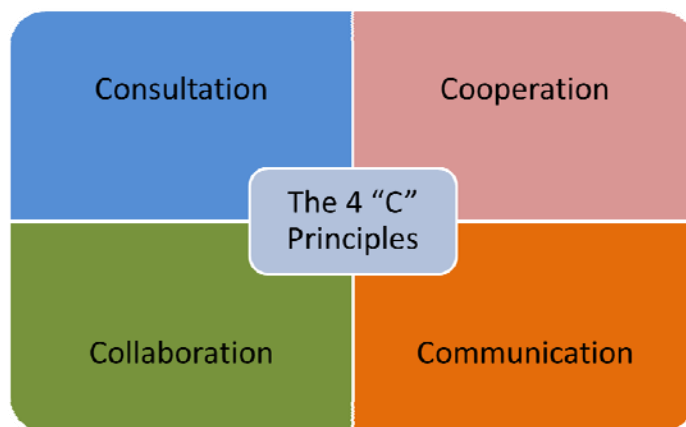 Consultation
Cooperation
The 4 “C”
Principles
Collaboration
Communication